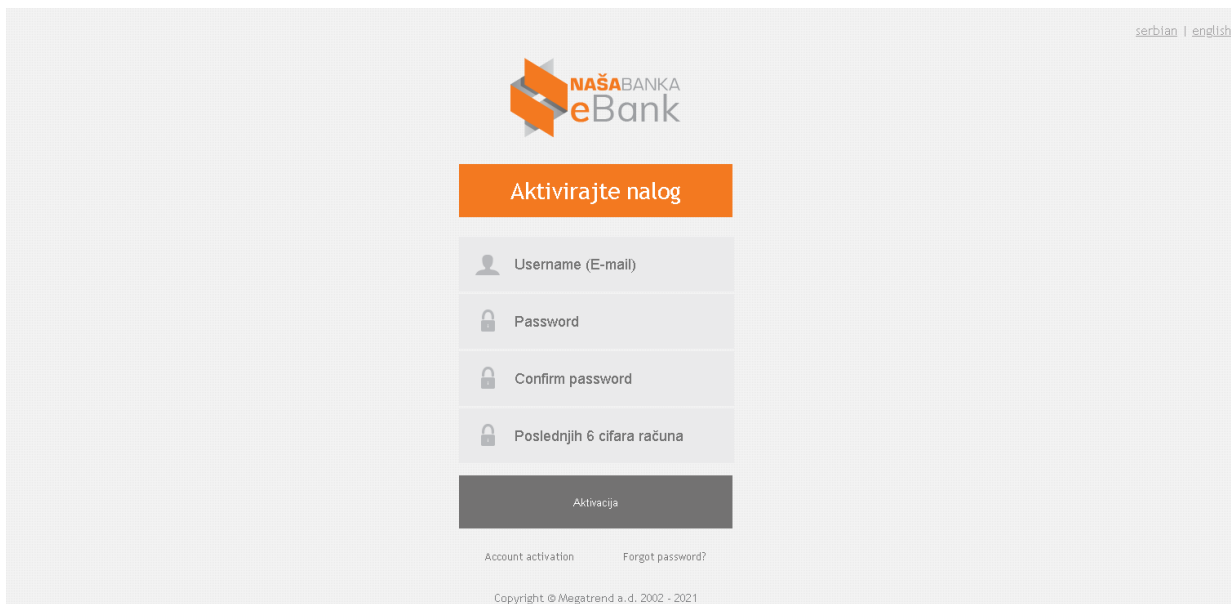 serbian | english
NAŠABANKA
eBank
Aktivirajte nalog
Username (E-mail)
Password
Confirm password
Poslednjih 6 cifara računa
Aktivacija
Account activation Forgot password?
Copyright © Megatrend a.d. 2002 - 2021